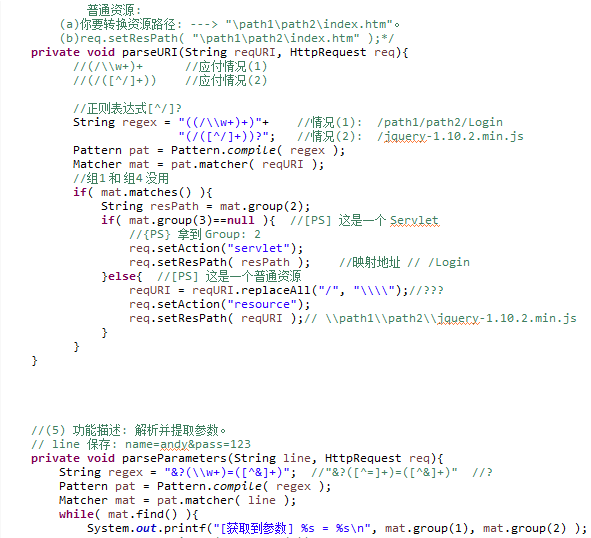 普通资源:
(a)你要转换资源路径: ---> "\path1\path2\index.htm"。
(b)req.setResPath( "\path1\path2\index.htm" );*/
private void parseURI(String reqURI, HttpRequest req){
//(/\\w+)+ //应付情况(1)
//(/([^/]+)) //应付情况(2)
//正则表达式[^/]?
String regex = "((/\\w+)+)"+ //情况(1): /path1/path2/Login
"(/([^/]+))?"; //情况(2): /jquery-1.10.2.min.js
Pattern pat = Pattern.compile( regex );
Matcher mat = pat.matcher( reqURI );
//组1 和 组4 没用
if( mat.matches() ){
String resPath = mat.group(2);
if( mat.group(3)==null ){ //[PS] 这是一个 Servlet
//{PS} 拿到 Group: 2
req.setAction("servlet");
req.setResPath( resPath ); //映射地址 // /Login
}else{ //[PS] 这是一个普通资源
reqURI = reqURI.replaceAll("/", "\\\\");//???
req.setAction("resource");
req.setResPath( reqURI );// \\path1\\path2\\jquery-1.10.2.min.js
}
}
}
//(5) 功能描述: 解析并提取参数。
// line 保存: name=andy&pass=123
private void parseParameters(String line, HttpRequest req){
String regex = "&?(\\w+)=([^&]+)"; //"&?([^=]+)=([^&]+)" //?
Pattern pat = Pattern.compile( regex );
Matcher mat = pat.matcher( line );
while( mat.find() ){
System.out.printf("[获取到参数] %s = %s\n", mat.group(1), mat.group(2) );